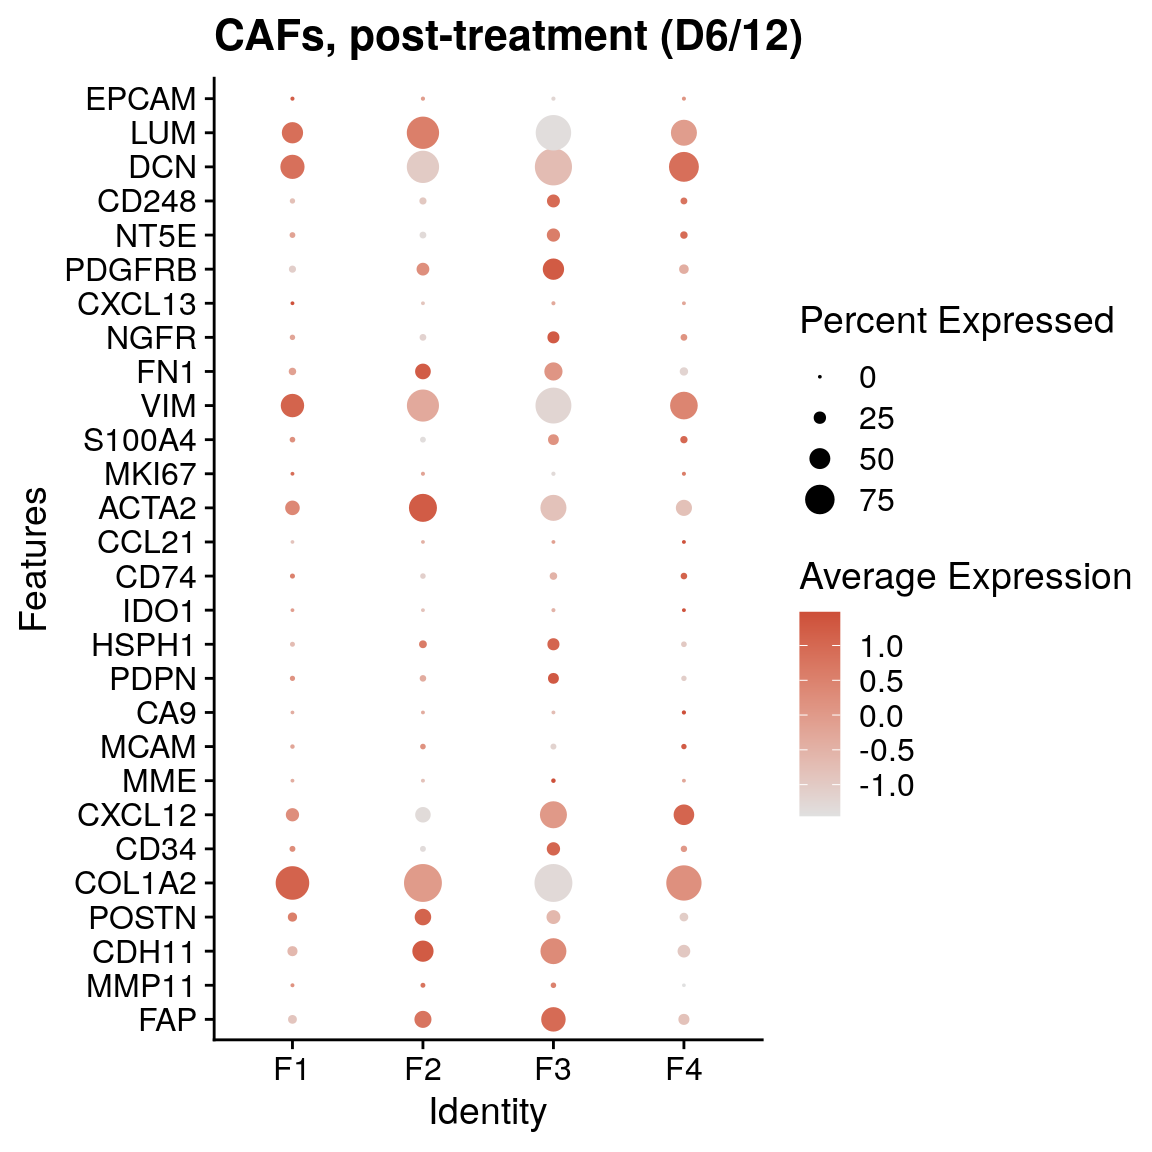 CAFs, post-treatment (D6/12)
EPCAM
LUM
DCN
CD248
NT5E
PDGFRB
CXCL13
NGFR
FN1
VIM
S100A4
MKI67
ACTA2
CCL21
CD74
IDO1
HSPH1
PDPN
CA9
MCAM
MME
CXCL12
CD34
COL1A2
POSTN
CDH11
MMP11
FAP
Features
F1 F2 F3 F4
Identity
Percent Expressed
0
25
50
75
Average Expression
1.0
0.5
0.0
-0.5
-1.0